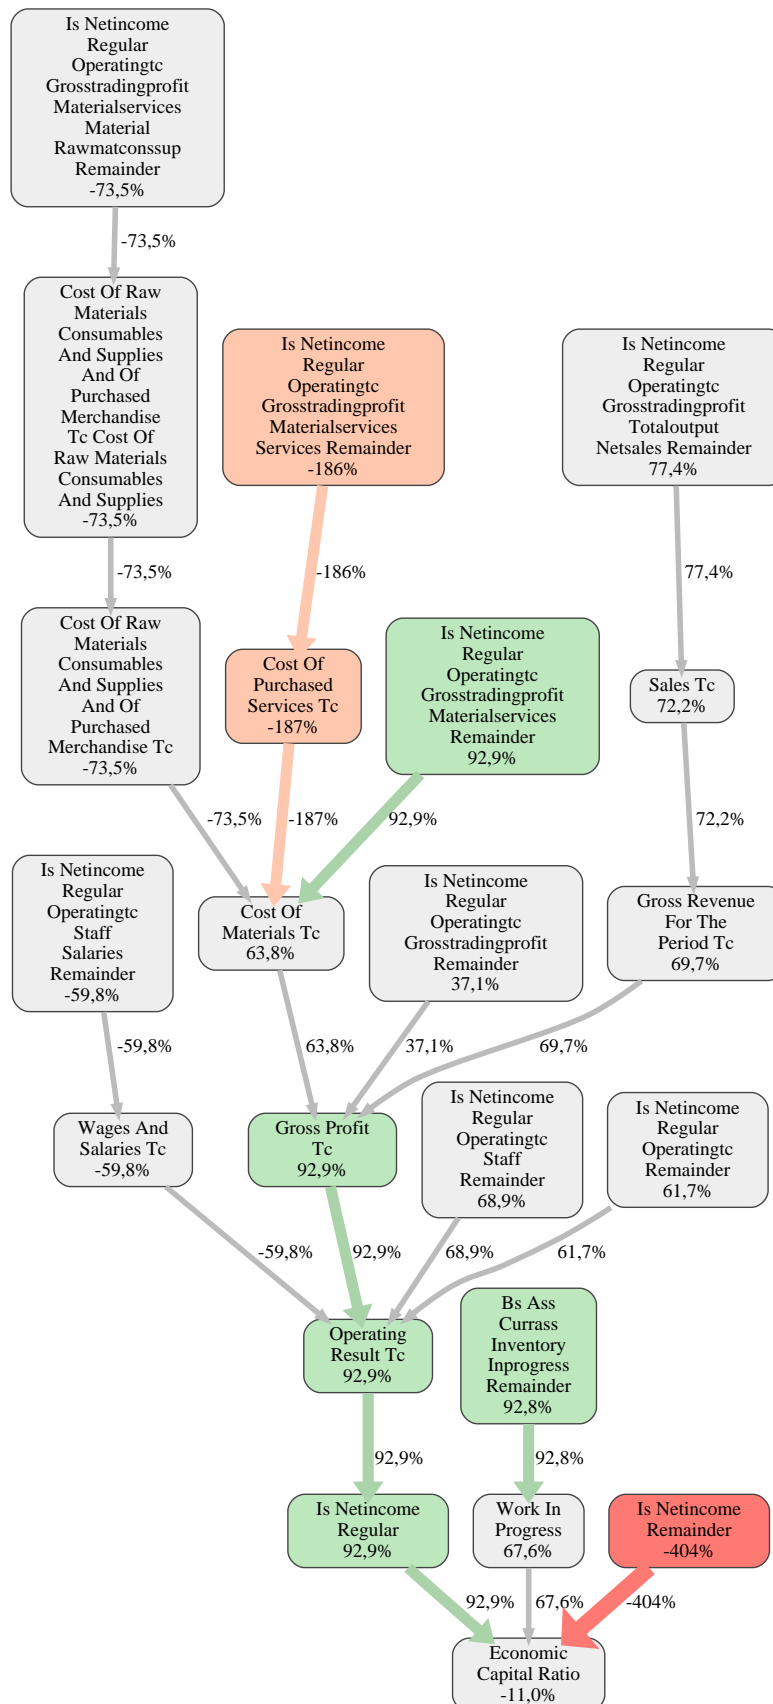 Is Netincome
Regular
Operatingtc
Grosstradingprofit
Materialservices
Material
Rawmatconssup
Remainder
-73,5%
-73,5%
Cost Of Raw
Materials
Consumables
And Supplies
And Of
Purchased
Merchandise
Tc Cost Of
Raw Materials
Consumables
And Supplies
-73,5%
Is Netincome
Regular
Operatingtc
Grosstradingprofit
Materialservices
Services Remainder
-186%
Is Netincome
Regular
Operatingtc
Grosstradingprofit
Totaloutput
Netsales Remainder
77,4%
-73,5%
-186%
77,4%
Cost Of Raw
Materials
Consumables
And Supplies
And Of
Purchased
Merchandise Tc
-73,5%
Cost Of
Purchased
Services Tc
-187%
Is Netincome
Regular
Operatingtc
Grosstradingprofit
Materialservices
Remainder
92,9%
Sales Tc
72,2%
-73,5%
-187%
92,9%
72,2%
Is Netincome
Regular
Operatingtc
Staff
Salaries
Remainder
-59,8%
Cost Of
Materials Tc
63,8%
Is Netincome
Regular
Operatingtc
Grosstradingprofit
Remainder
37,1%
Gross Revenue
For The
Period Tc
69,7%
-59,8%
63,8%
37,1%
69,7%
Wages And
Salaries Tc
-59,8%
Gross Profit
Tc
92,9%
Is Netincome
Regular
Operatingtc
Staff
Remainder
68,9%
Is Netincome
Regular
Operatingtc
Remainder
61,7%
-59,8%
92,9%
68,9%
61,7%
Operating
Result Tc
92,9%
Bs Ass
Currass
Inventory
Inprogress
Remainder
92,8%
92,9%
92,8%
Is Netincome
Regular
92,9%
Work In
Progress
67,6%
Is Netincome
Remainder
-404%
92,9%
67,6%
-404%
Economic
Capital Ratio
-11,0%